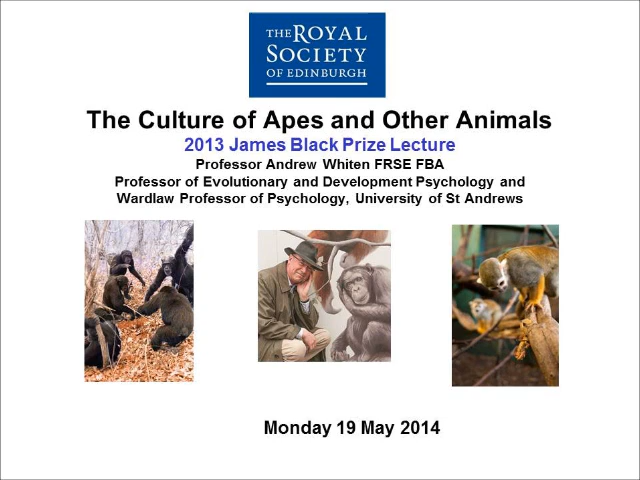 THE ROYAL
SOCIETY
OF EDINBURGH
The Culture of Apes and Other Animals
2013 James Black Prize Lecture
Professor Andrew Whiten FRSE FBA
Professor of Evolutionary and Development Psychology and
Wardlaw Professor of Psychology, University of St Andrews
Monday 19 May 2014